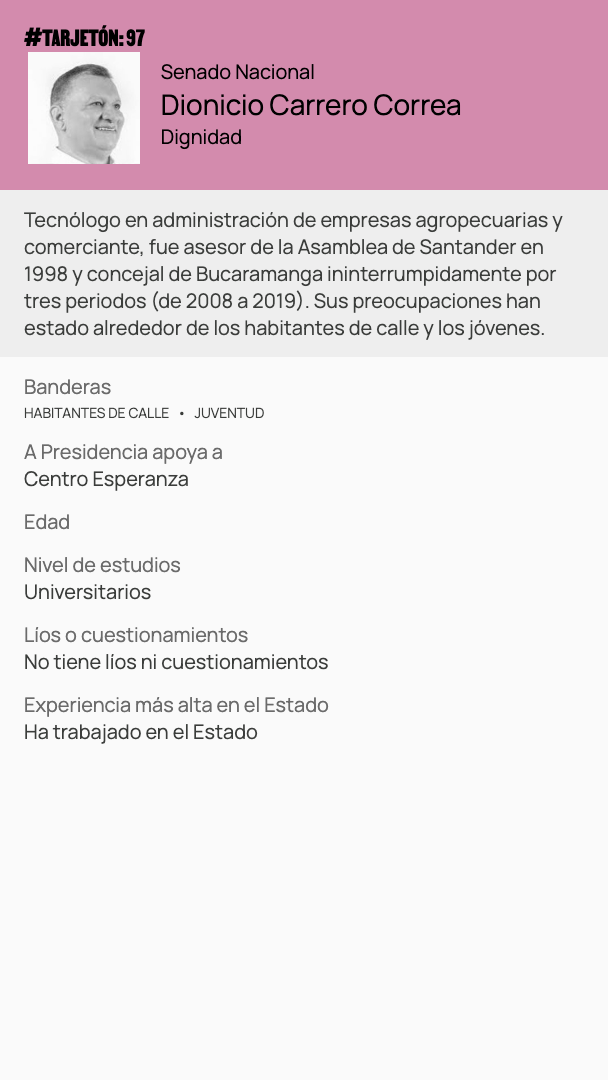 #TARJETÓN: 97
Senado Nacional
Dionicio Carrero Correa
Dignidad
Tecnólogo en administración de empresas agropecuarias y
comerciante, fue asesor de la Asamblea de Santander en
1998 y concejal de Bucaramanga ininterrumpidamente por
tres periodos (de 2008 a 2019). Sus preocupaciones han
estado alrededor de los habitantes de calle y los jóvenes.
Banderas
HABITANTES DE CALLE • JUVENTUD
A Presidencia apoya a
Centro Esperanza
Edad
Nivel de estudios
Universitarios
Líos o cuestionamientos
No tiene líos ni cuestionamientos
Experiencia más alta en el Estado
Ha trabajado en el Estado